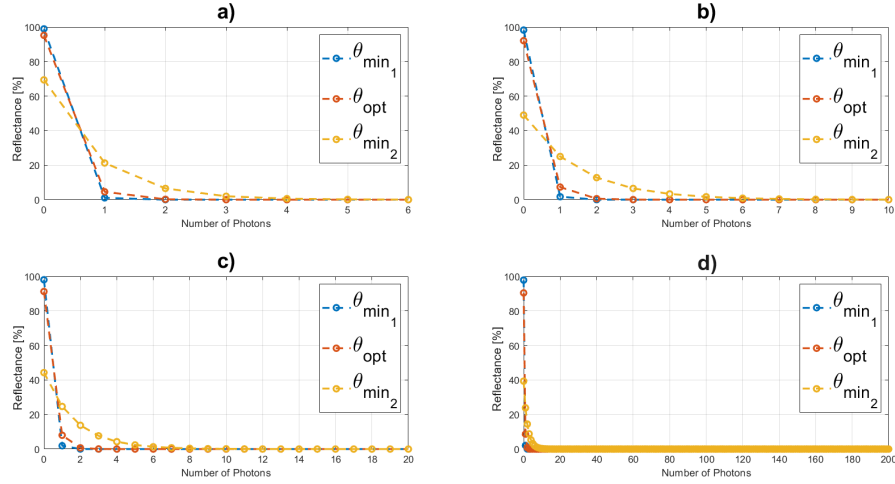 a)
Reflectance [%]
100
80
60
40
20
0
θmin1
θopt
θmin2
0 1 2 3 4 5 6
Number of Photons
b)
Reflectance [%]
100
80
60
40
20
0
θmin1
θopt
θmin2
0 1 2 3 4 5 6 7 8 9 10
Number of Photons
c)
Reflectance [%]
100
80
60
40
20
0
θmin1
θopt
θmin2
0 2 4 6 8 10 12 14 16 18 20
Number of Photons
d)
Reflectance [%]
100
80
60
40
20
0
θmin1
θopt
θmin2
0 20 40 60 80 100 120 140 160 180 200
Number of Photons